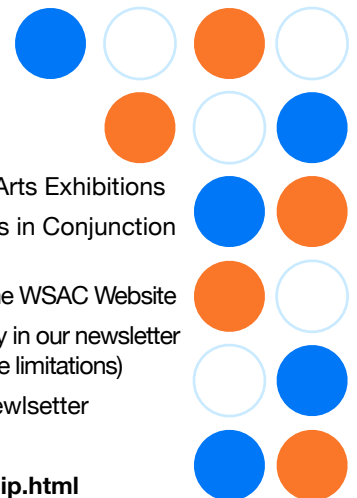 Arts Exhibitions
s in Conjunction
e WSAC Website
y in our newsletter
e limitations)
ewlsetter
ip.html